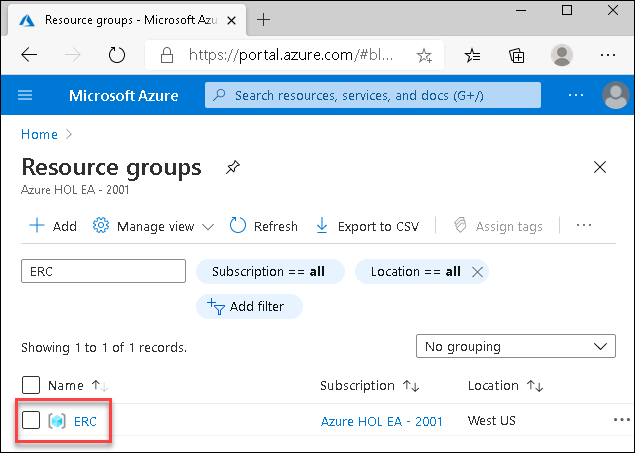 Resource groups - Microsoft Azure
https://portal.azure.com/#bl...
Microsoft Azure
Search resources, services, and docs (G+/)
Home
Resource groups
Azure HOL EA - 2001
Add Manage view Refresh Export to CSV Assign tags
ERC Subscription == all Location == all
Add filter
Showing 1 to 1 of 1 records. No grouping
Name Subscription Location
ERC Azure HOL EA - 2001 West US